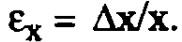 εₓ = Δx/x.